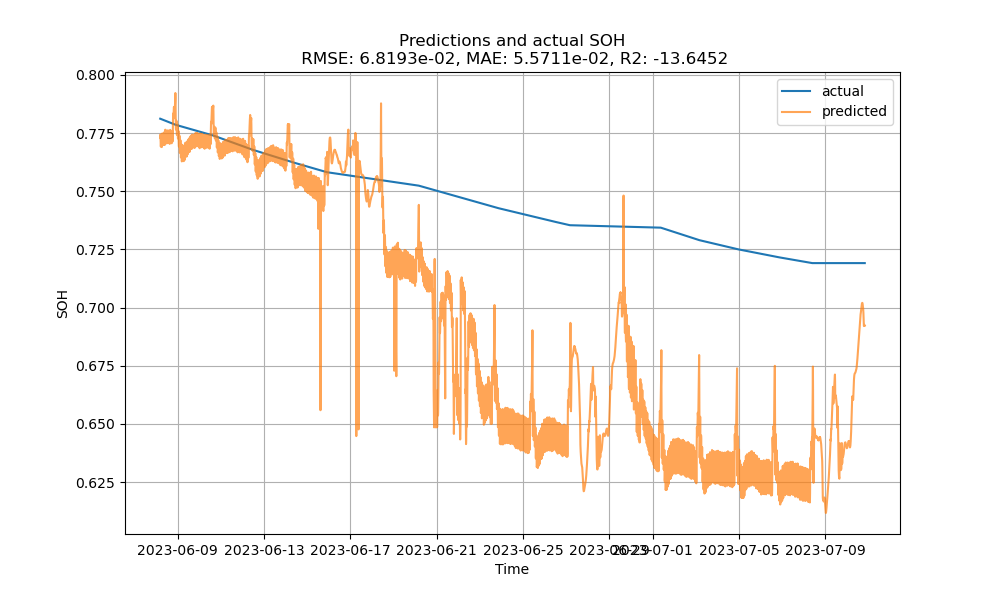 Predictions and actual SOH
RMSE: 6.8193e-02, MAE: 5.5711e-02, R2: -13.6452
actual
predicted
0.800
0.775
0.750
0.725
0.700
0.675
0.650
0.625
SOH
2023-06-09 2023-06-13 2023-06-17 2023-06-21 2023-06-25 2023-06-29 2023-07-01 2023-07-05 2023-07-09
Time